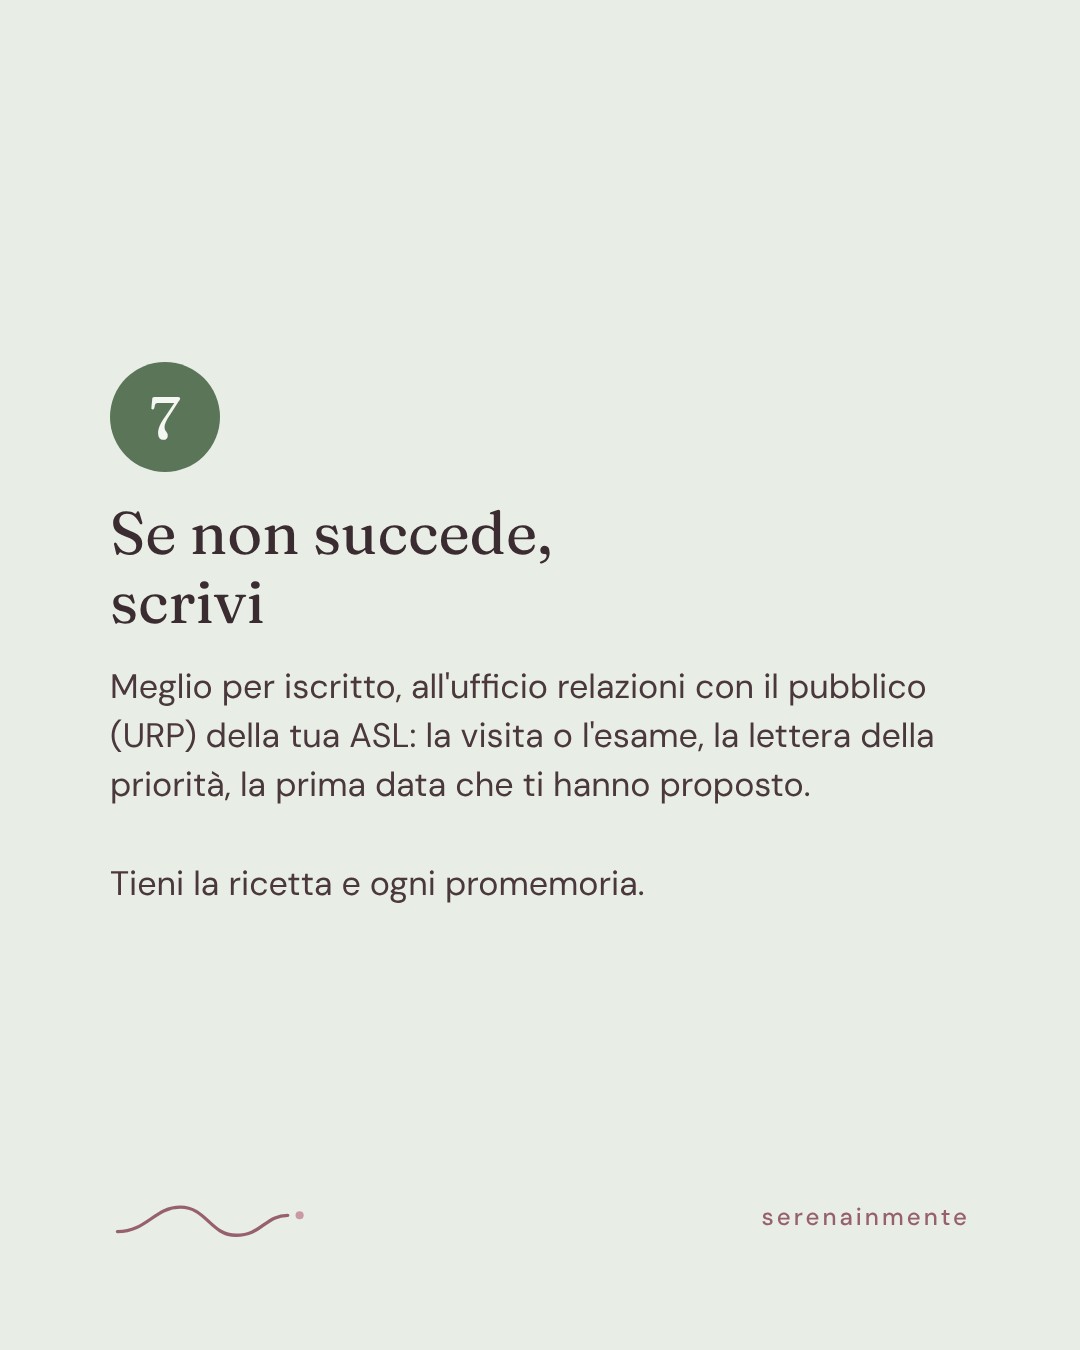 7
Se non succede,
scrivi
Meglio per iscritto, all'ufficio relazioni con il pubblico
(URP) della tua ASL: la visita o l'esame, la lettera della
priorità, la prima data che ti hanno proposto.
Tieni la ricetta e ogni promemoria.
serenainmente